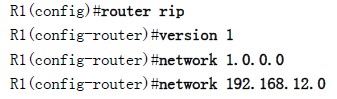 R1(config)#router rip
R1(config-router)#version 1
R1(config-router)#network 1.0.0.0
R1(config-router)#network 192.168.12.0